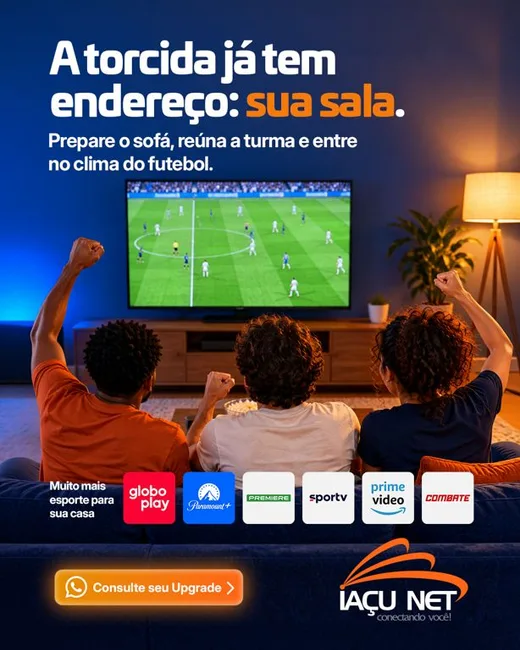 A torcida já tem
endereço: sua sala.
Prepare o sofá, reúna a turma e entre
no clima do futebol.
Muito mais
esporte para
sua casa
globo
play
Paramount+
PREMIERE
sportv
prime
video
COMBATE
Consulte seu Upgrade
IAÇU NET
conectando você!